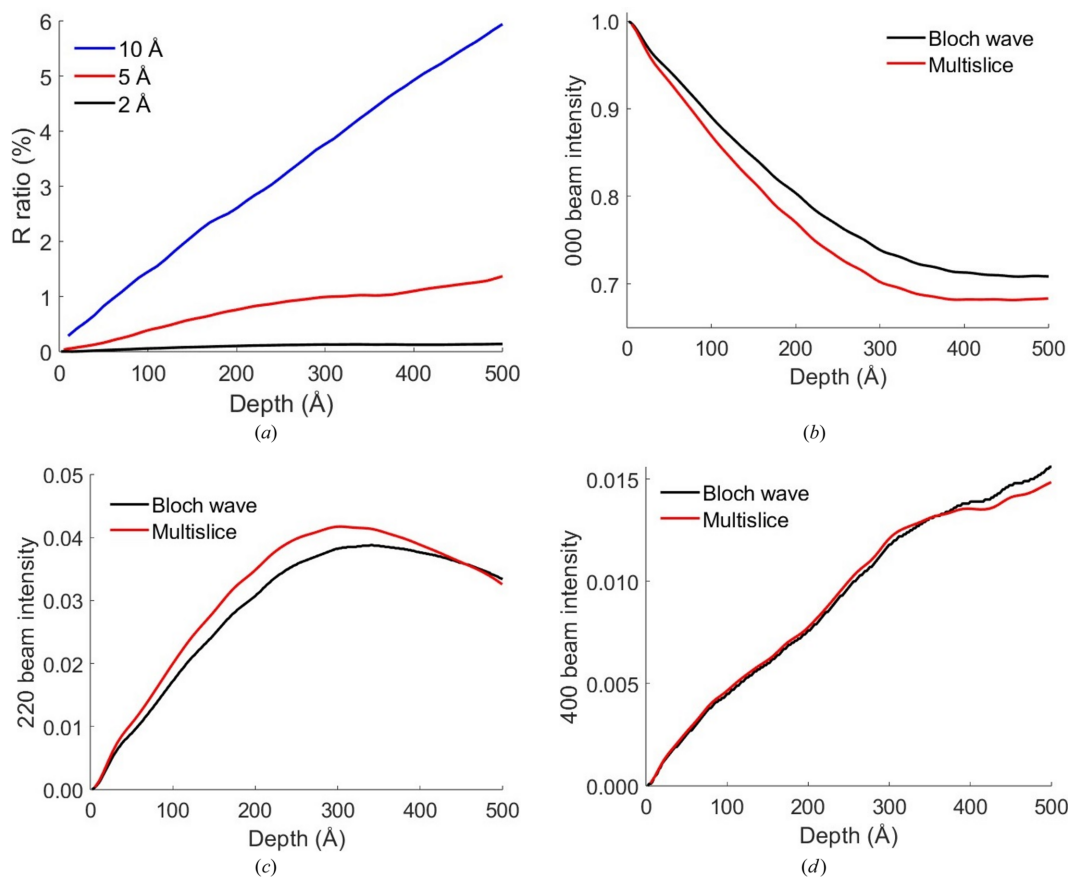 R ratio (%)
6
5
4
3
2
1
0
10 Å
5 Å
2 Å
0 100 200 300 400 500
Depth (Å)
(a)
000 beam intensity
1.0
0.9
0.8
0.7
Bloch wave
Multislice
0 100 200 300 400 500
Depth (Å)
(b)
220 beam intensity
0.05
0.04
0.03
0.02
0.01
0.00
Bloch wave
Multislice
0 100 200 300 400 500
Depth (Å)
(c)
400 beam intensity
0.015
0.010
0.005
0.000
Bloch wave
Multislice
0 100 200 300 400 500
Depth (Å)
(d)